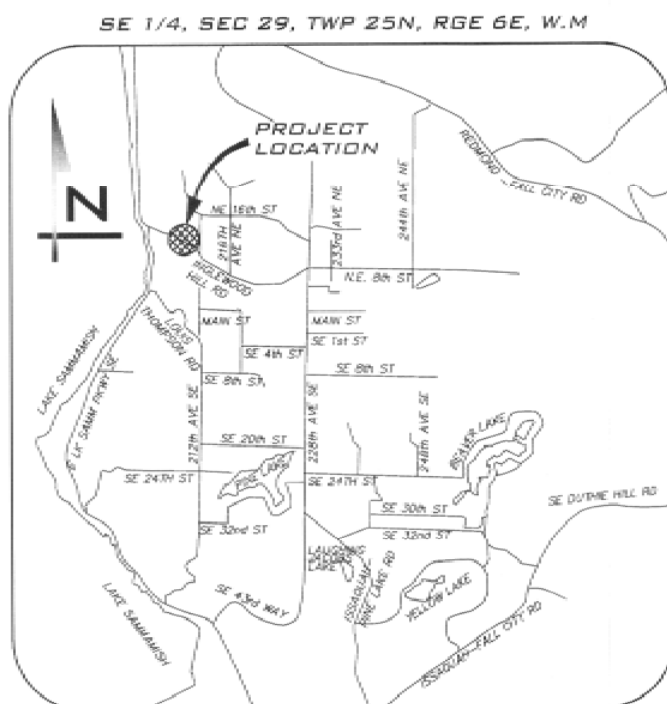 SE 1/4, SEC 29, TWP 25N, RGE 6E, W.M
PROJECT
LOCATION
N
REDMOND
FALL CITY RD
244th AVE NE
NE 16th ST
216TH
AVE NE
233rd AVE NE
INGLEWOOD
HILL RD
N.E. 8th ST
LOUIS
THOMPSON RD
MAIN ST
MAIN ST
SE 1st ST
SE 4th ST
LAKE SAMMAMISH
E LK SAMM PKWY SE
SE 8th ST
SE 8th ST
212th AVE SE
228th AVE SE
248th AVE SE
BEAVER LAKE
SE 20th ST
SE 24TH ST
PINE LAKE
SE 24TH ST
SE DUTHIE HILL RD
SE 30th ST
SE 32nd ST
SE 32nd ST
LAKE SAMMAMISH
SE 43rd WAY
ISSAQUAH
PINE LAKE RD
YELLOW LAKE
ISSAQUAH-FALL CITY RD